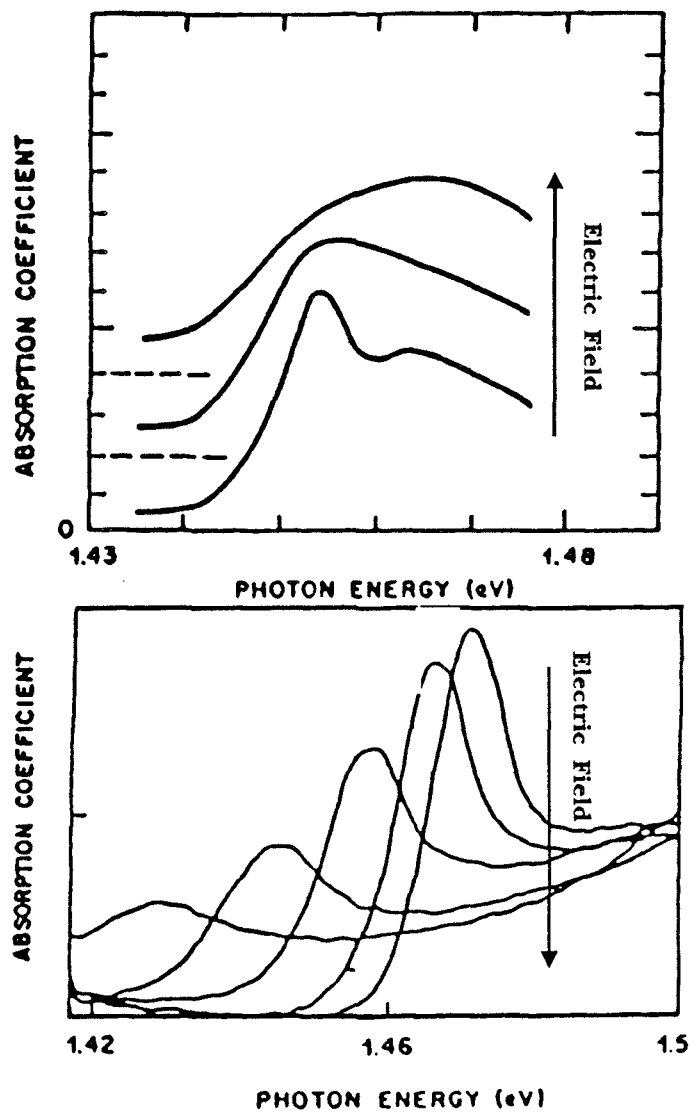 ABSORPTION COEFFICIENT
Electric Field
0
1.43
1.48
PHOTON ENERGY (eV)
ABSORPTION COEFFICIENT
Electric Field
1.42
1.46
1.5
PHOTON ENERGY (eV)